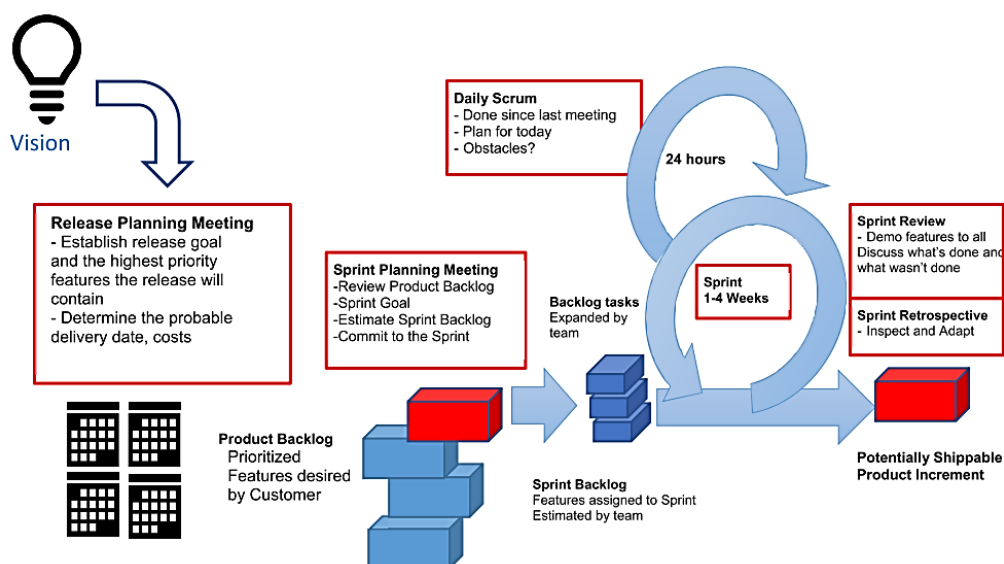 Vision
Release Planning Meeting
- Establish release goal
and the highest priority
features the release will
contain
- Determine the probable
delivery date, costs
Product Backlog
Prioritized
Features desired
by Customer
Sprint Planning Meeting
-Review Product Backlog
-Sprint Goal
-Estimate Sprint Backlog
-Commit to the Sprint
Daily Scrum
- Done since last meeting
- Plan for today
- Obstacles?
24 hours
Backlog tasks
Expanded by
team
Sprint Backlog
Features assigned to Sprint
Estimated by team
Sprint
1-4 Weeks
Sprint Review
- Demo features to all
Discuss what's done and
what wasn't done
Sprint Retrospective
- Inspect and Adapt
Potentially Shippable
Product Increment